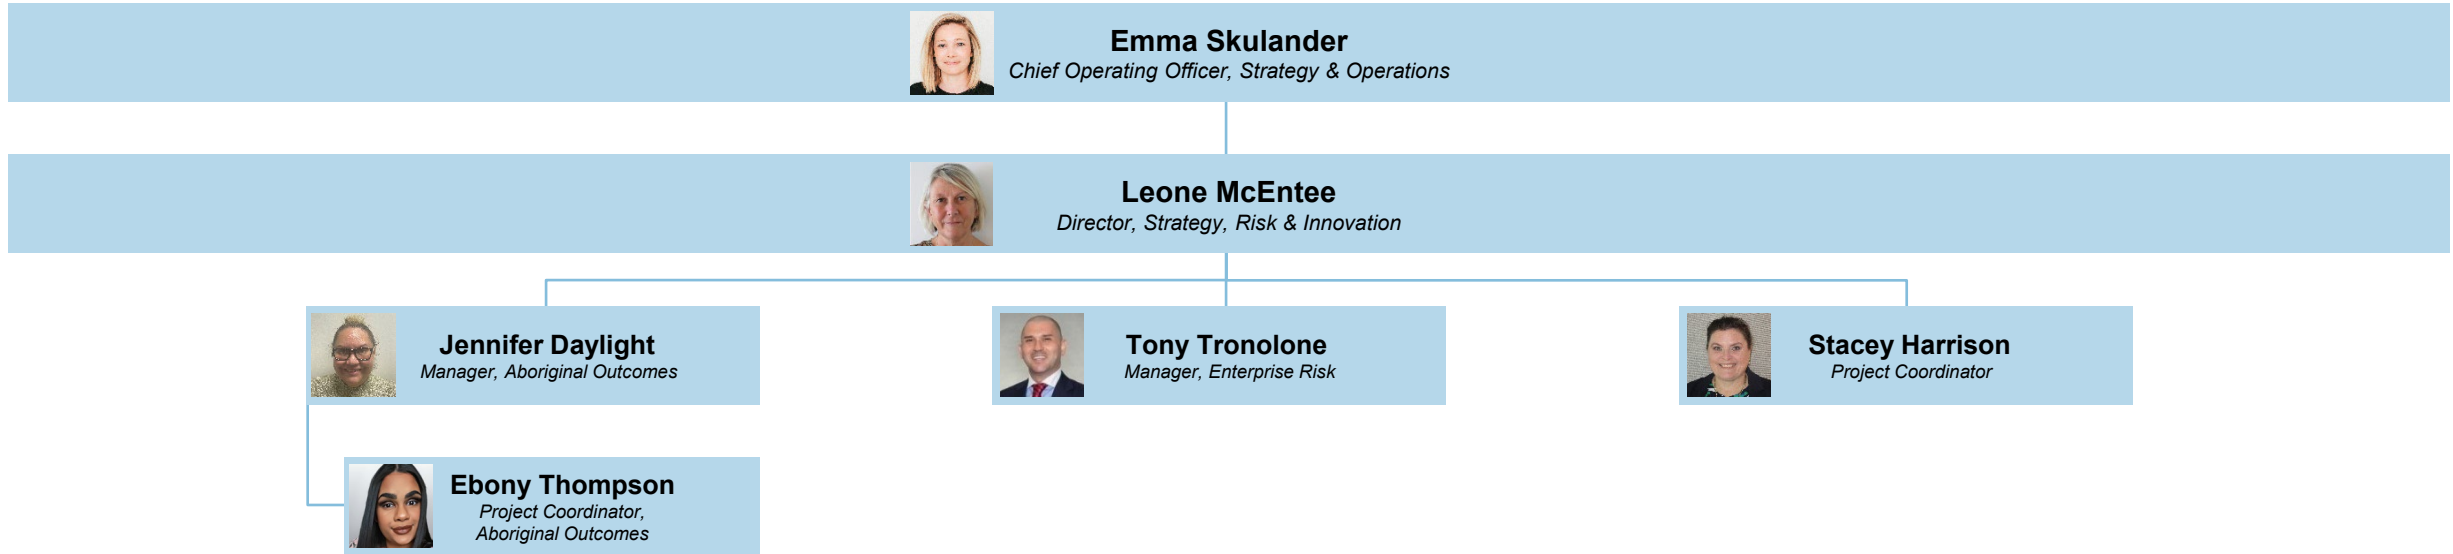 Emma Skulander
Chief Operating Officer, Strategy & Operations
Leone McEntee
Director, Strategy, Risk & Innovation
Jennifer Daylight
Manager, Aboriginal Outcomes
Tony Tronolone
Manager, Enterprise Risk
Stacey Harrison
Project Coordinator
Ebony Thompson
Project Coordinator,
Aboriginal Outcomes